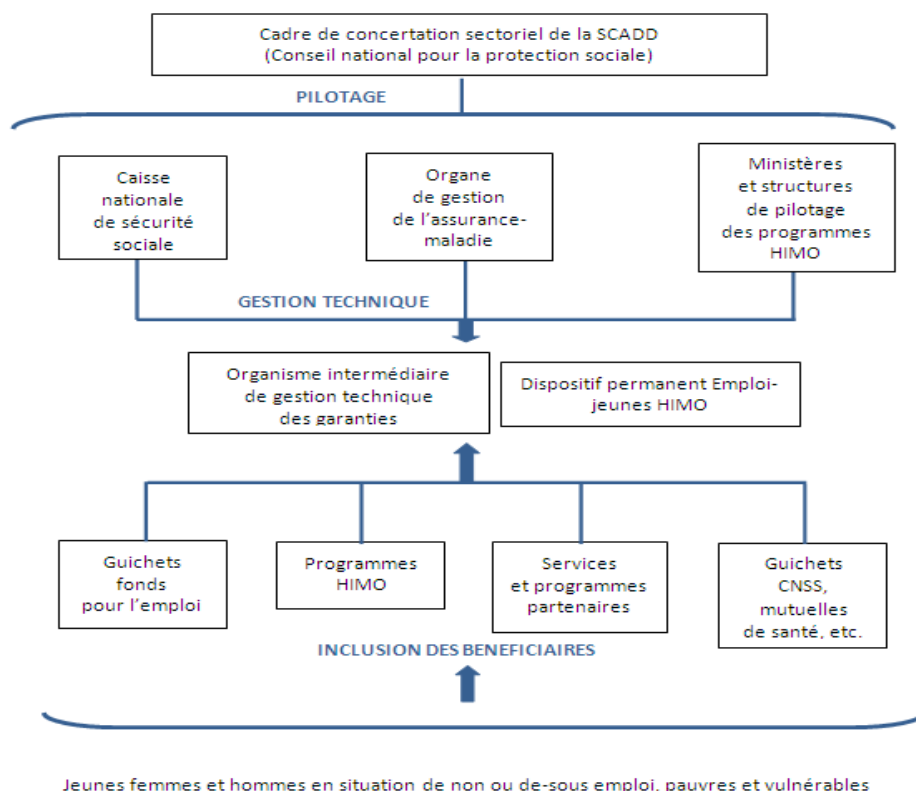 Cadre de concertation sectoriel de la SCADD
(Conseil national pour la protection sociale)
PILOTAGE
Caisse
nationale
de sécurité
sociale
Organe
de gestion
de l'assurance-
maladie
Ministères
et structures
de pilotage
des programmes
HIMO
GESTION TECHNIQUE
Organisme intermédiaire
de gestion technique
des garanties
Dispositif permanent Emploi-
jeunes HIMO
Guichets
fonds
pour l'emploi
Programmes
HIMO
Services
et programmes
partenaires
Guichets
CNSS,
mutuelles
de santé, etc.
INCLUSION DES BENEFICIAIRES
Jeunes femmes et hommes en situation de non ou de-sous emploi, pauvres et vulnérables